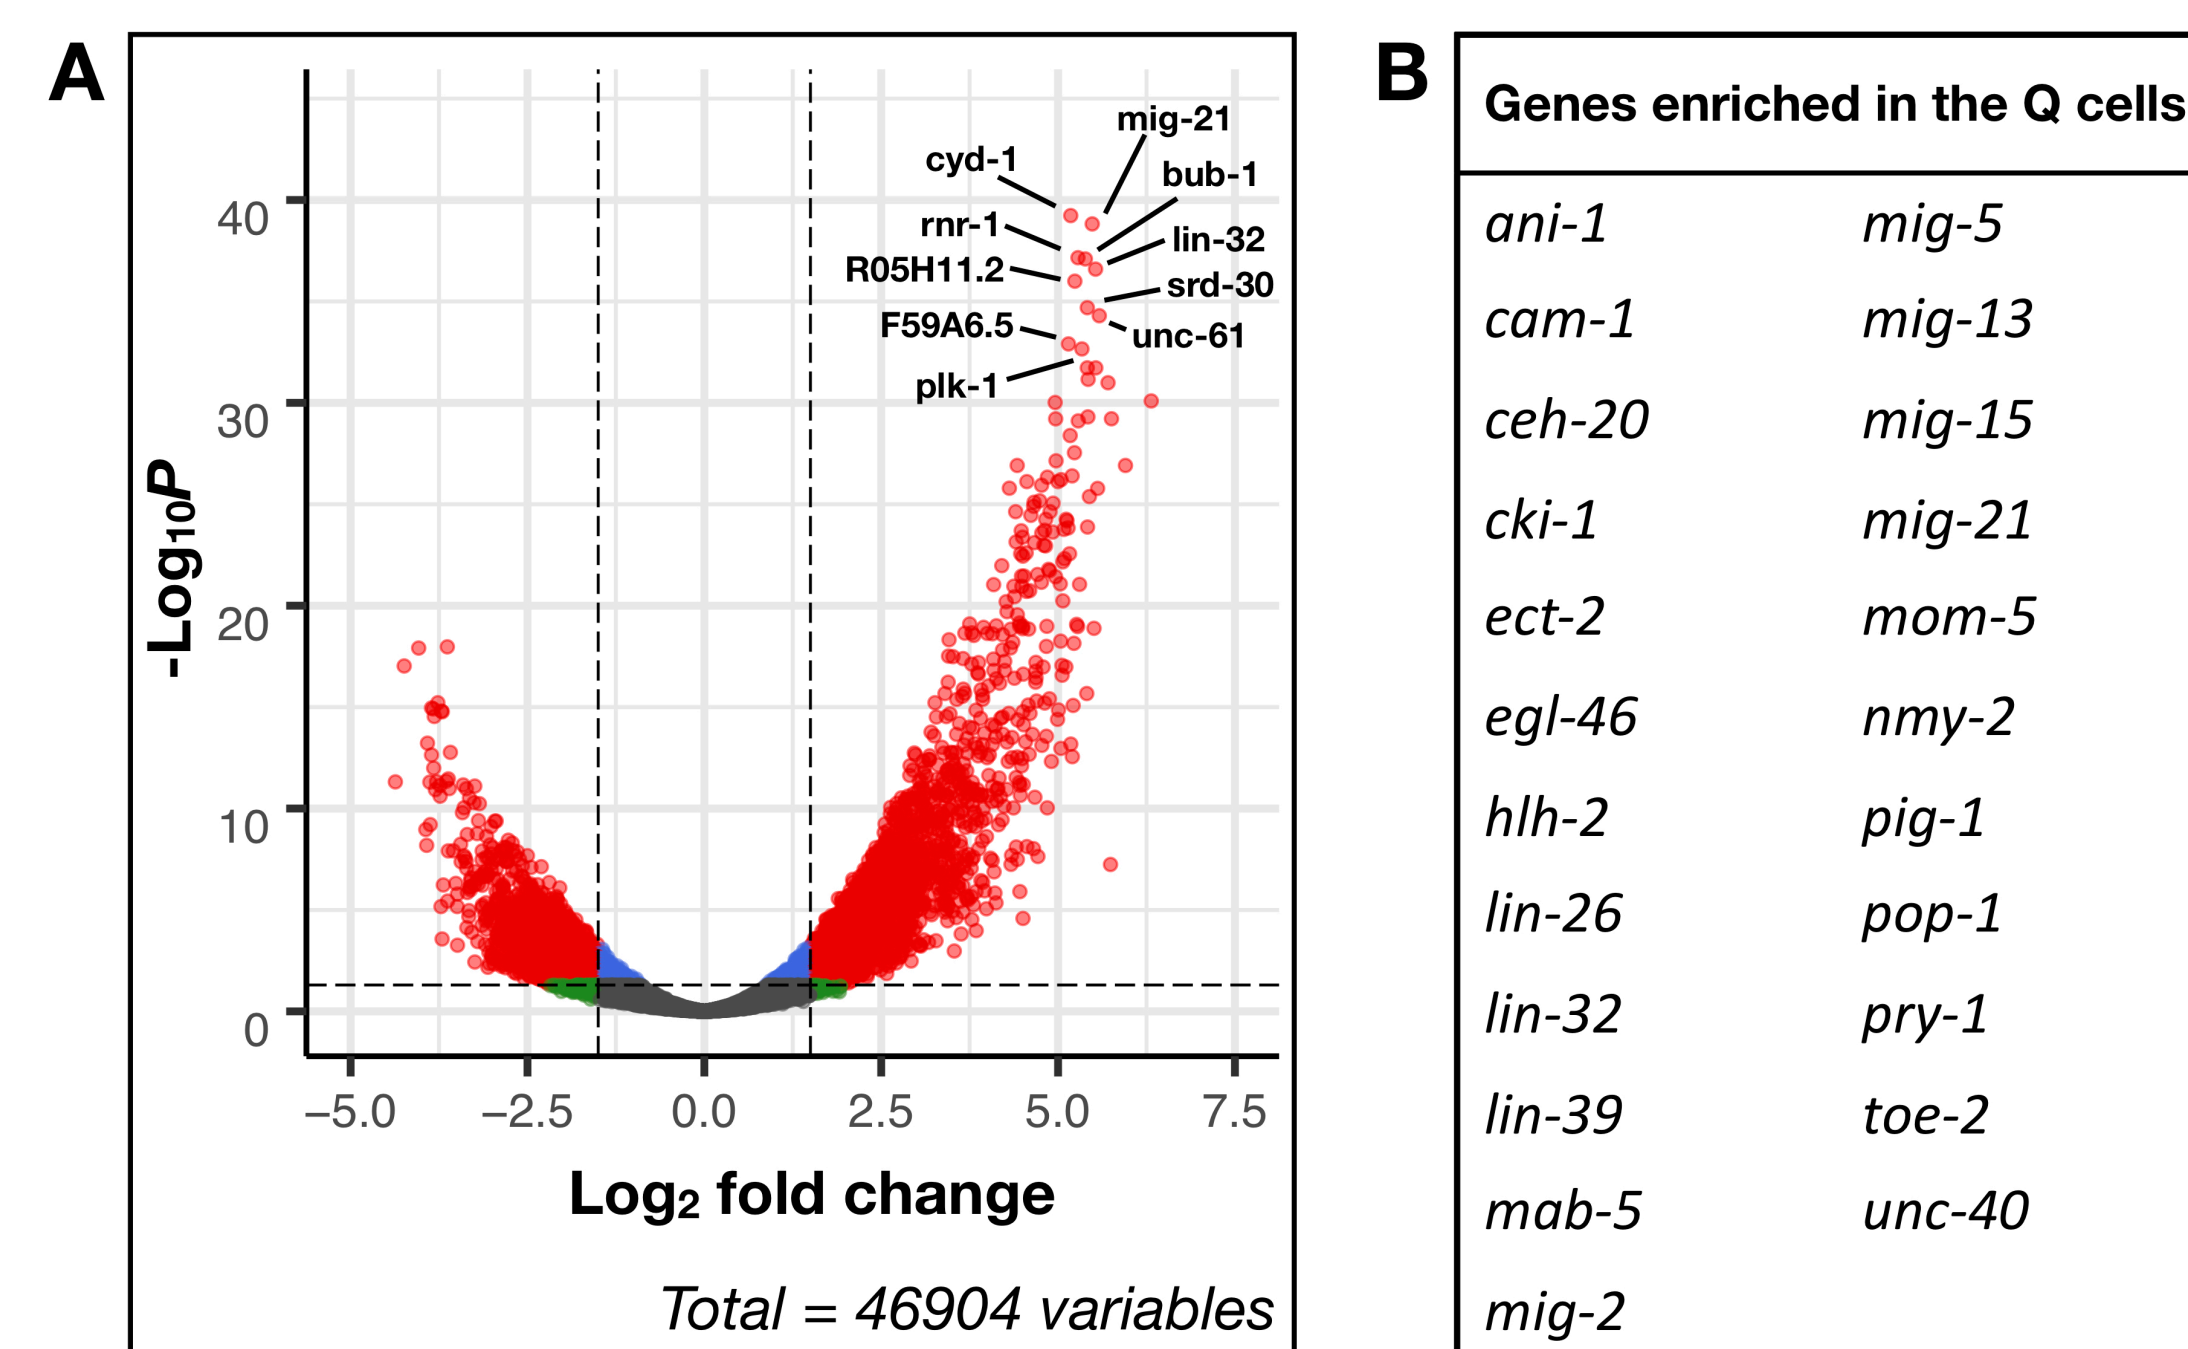 A
mig-21
cyd-1
bub-1
rnr-1
lin-32
R05H11.2
srd-30
F59A6.5
unc-61
plk-1
40
30
20
10
0
-Log₁₀P
−5.0 −2.5 0.0 2.5 5.0 7.5
Log₂ fold change
Total = 46904 variables
B
Genes enriched in the Q cells
ani-1 mig-5
cam-1 mig-13
ceh-20 mig-15
cki-1 mig-21
ect-2 mom-5
egl-46 nmy-2
hlh-2 pig-1
lin-26 pop-1
lin-32 pry-1
lin-39 toe-2
mab-5 unc-40
mig-2